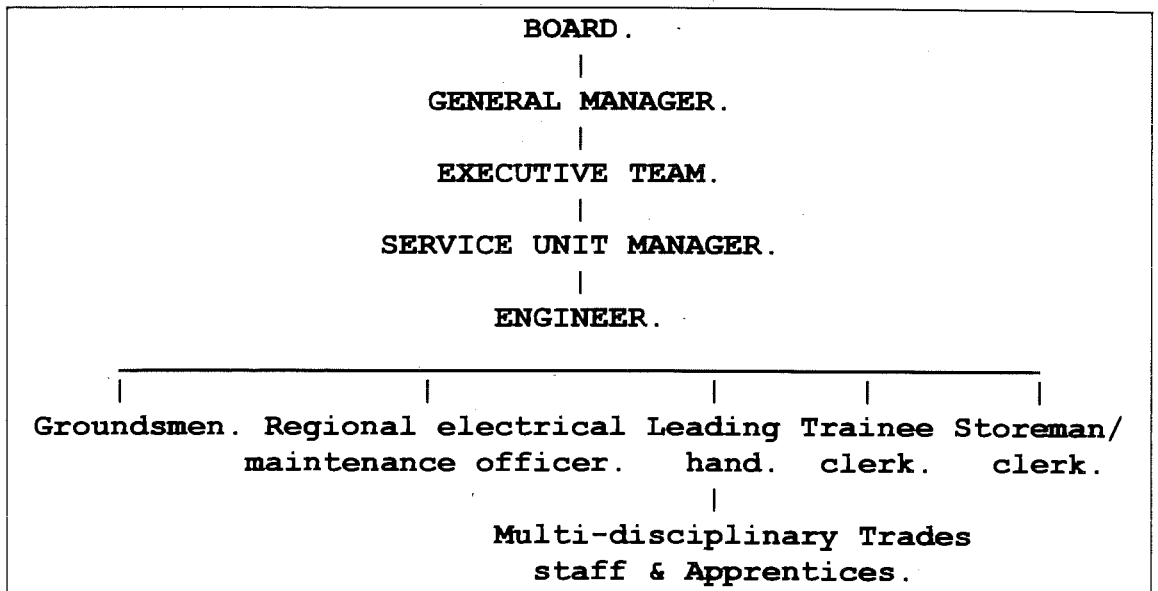 BOARD.
GENERAL MANAGER.
EXECUTIVE TEAM.
SERVICE UNIT MANAGER.
ENGINEER.
Groundsmen. Regional electrical Leading Trainee Storeman/
maintenance officer. hand. clerk. clerk.
Multi-disciplinary Trades
staff & Apprentices.